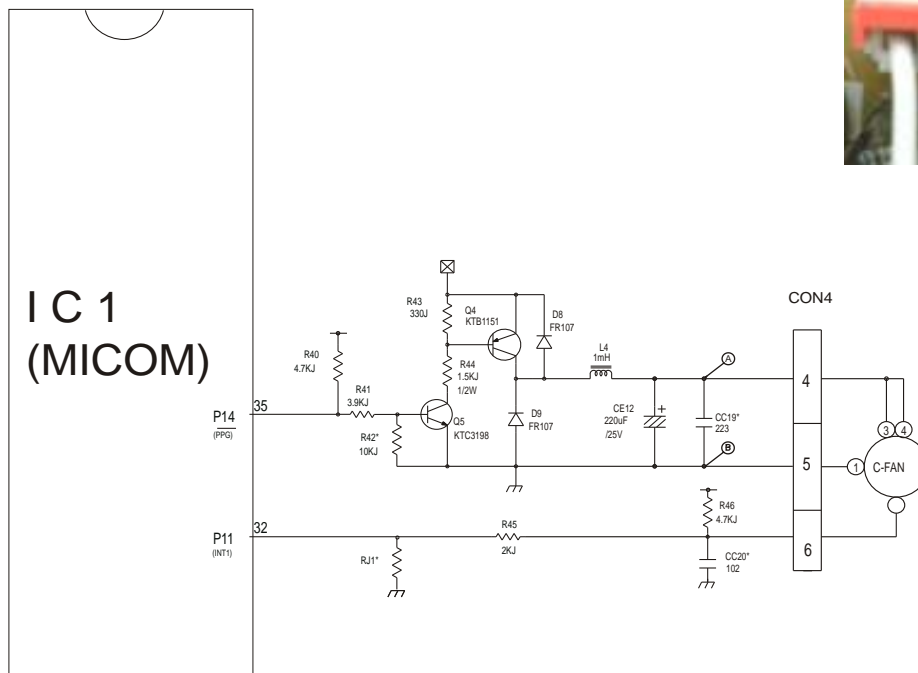 I C 1
(MICOM)
P14
(PPG)
35
P11
(INT1)
32
R40
4.7KJ
R41
3.9KJ
R42*
10KJ
R43
330J
Q4
KTB1151
R44
1.5KJ
1/2W
Q5
KTC3198
D8
FR107
D9
FR107
L4
1mH
CE12
220uF
/25V
+
A
B
CC19*
223
CON4
4
5
6
3
4
1
C-FAN
R46
4.7KJ
R45
2KJ
RJ1*
CC20*
102